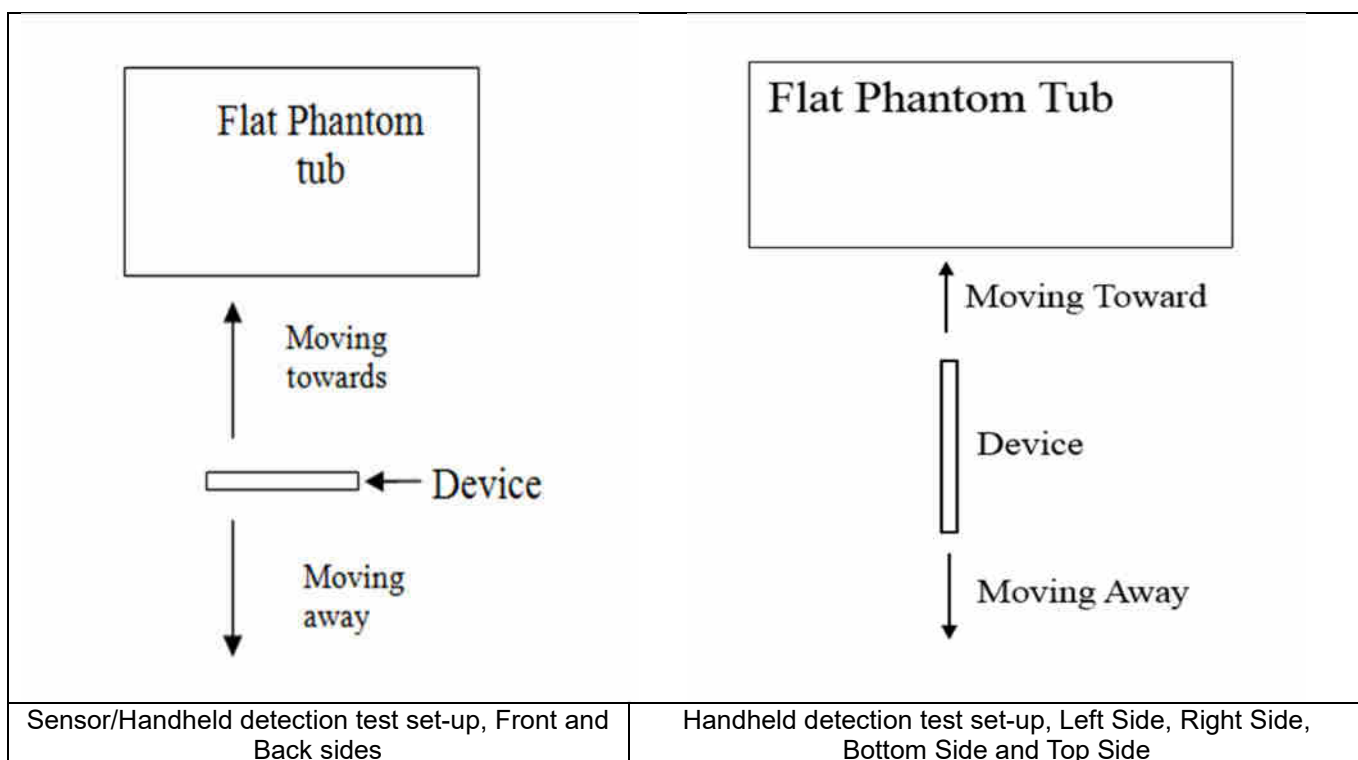 Flat Phantom
tub
Moving
towards
Device
Moving
away
Flat Phantom Tub
Moving Toward
Device
Moving Away
Sensor/Handheld detection test set-up, Front and
Back sides
Handheld detection test set-up, Left Side, Right Side,
Bottom Side and Top Side